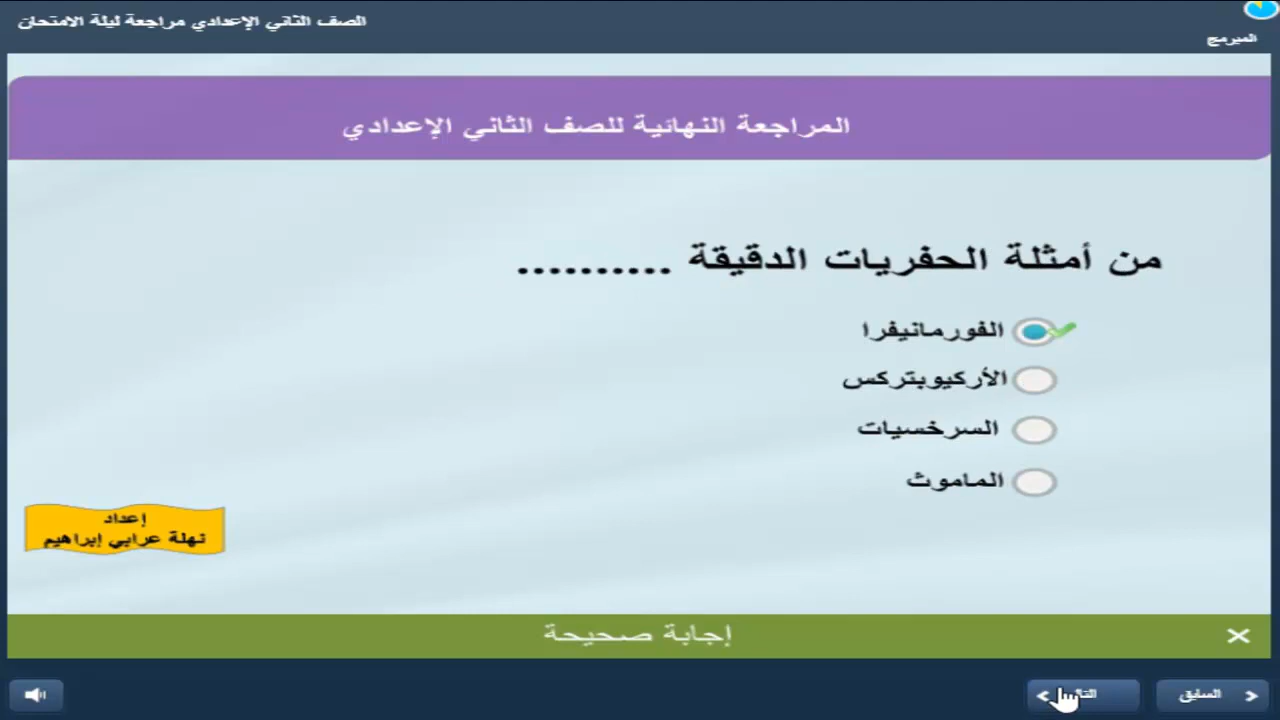 الصف الثاني الإعدادي مراجعة ليلة الامتحان
المبرمج
المراجعة النهائية للصف الثاني الإعدادي
من أمثلة الحفريات الدقيقة ..........
الفورمانيفرا
الأركيوبتركس
السرخسيات
الماموث
إعداد
نهلة عرابي إبراهيم
إجابة صحيحة
السابق